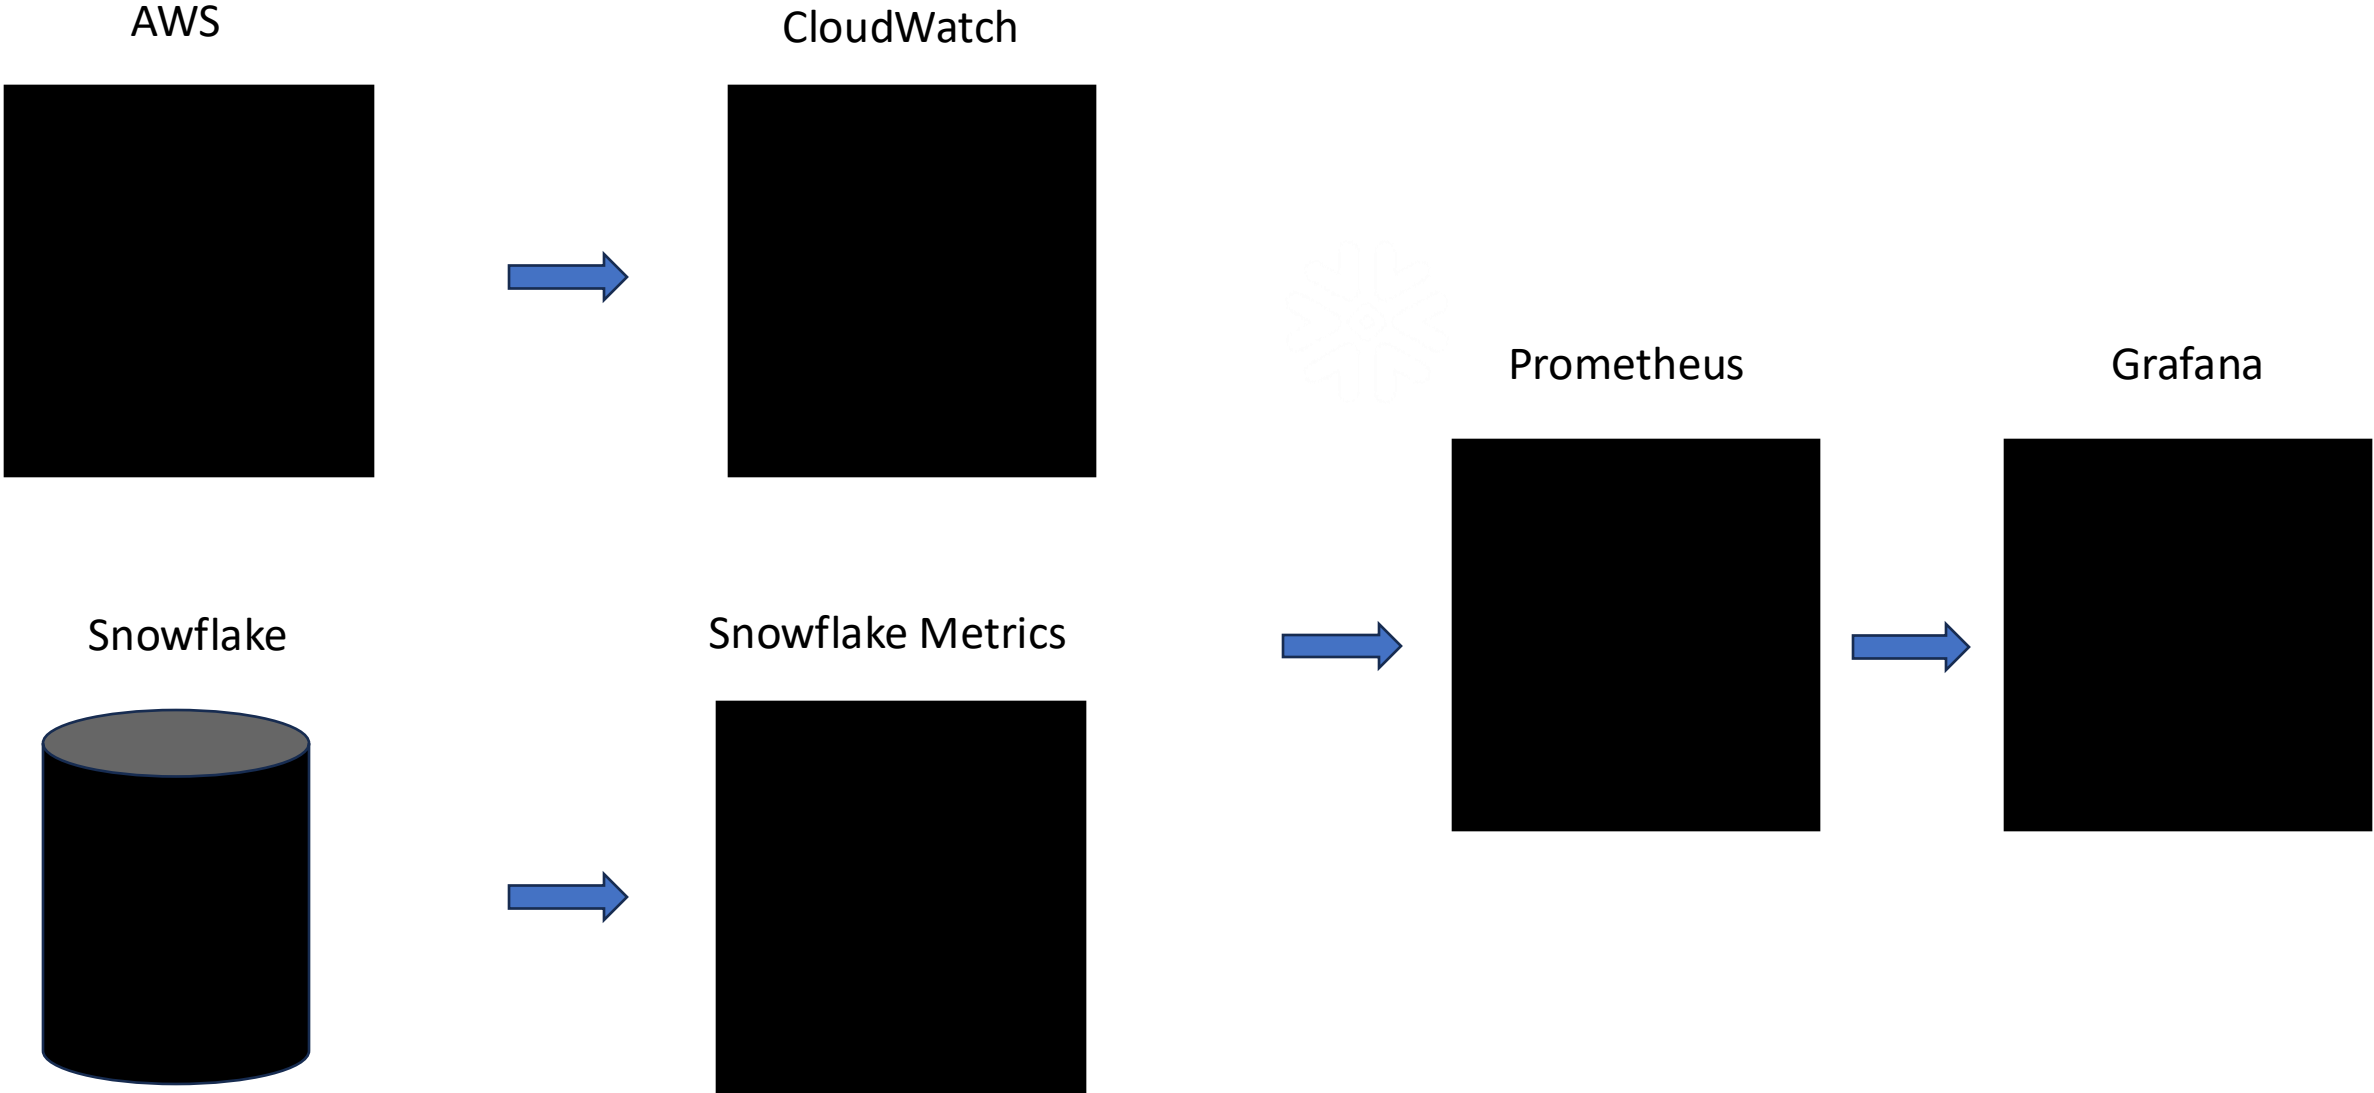 AWS
CloudWatch
Prometheus
Grafana
Snowflake
Snowflake Metrics